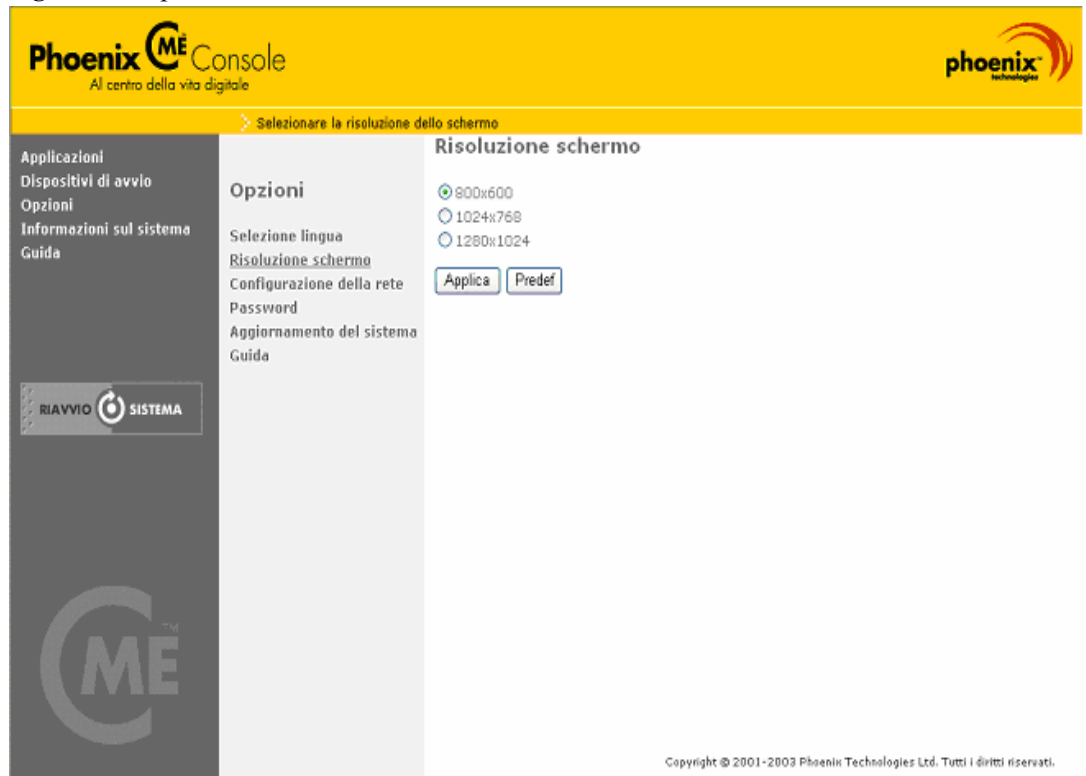 Phoenix CME Console
Al centro della vita digitale
phoenix™
technologies
Selezionare la risoluzione dello schermo
Applicazioni
Dispositivi di avvio
Opzioni
Informazioni sul sistema
Guida
RIAVVIO SISTEMA
CME™
Opzioni
Selezione lingua
Risoluzione schermo
Configurazione della rete
Password
Aggiornamento del sistema
Guida
Risoluzione schermo
800x600
1024x768
1280x1024
Applica Predef
Copyright © 2001-2003 Phoenix Technologies Ltd. Tutti i diritti riservati.